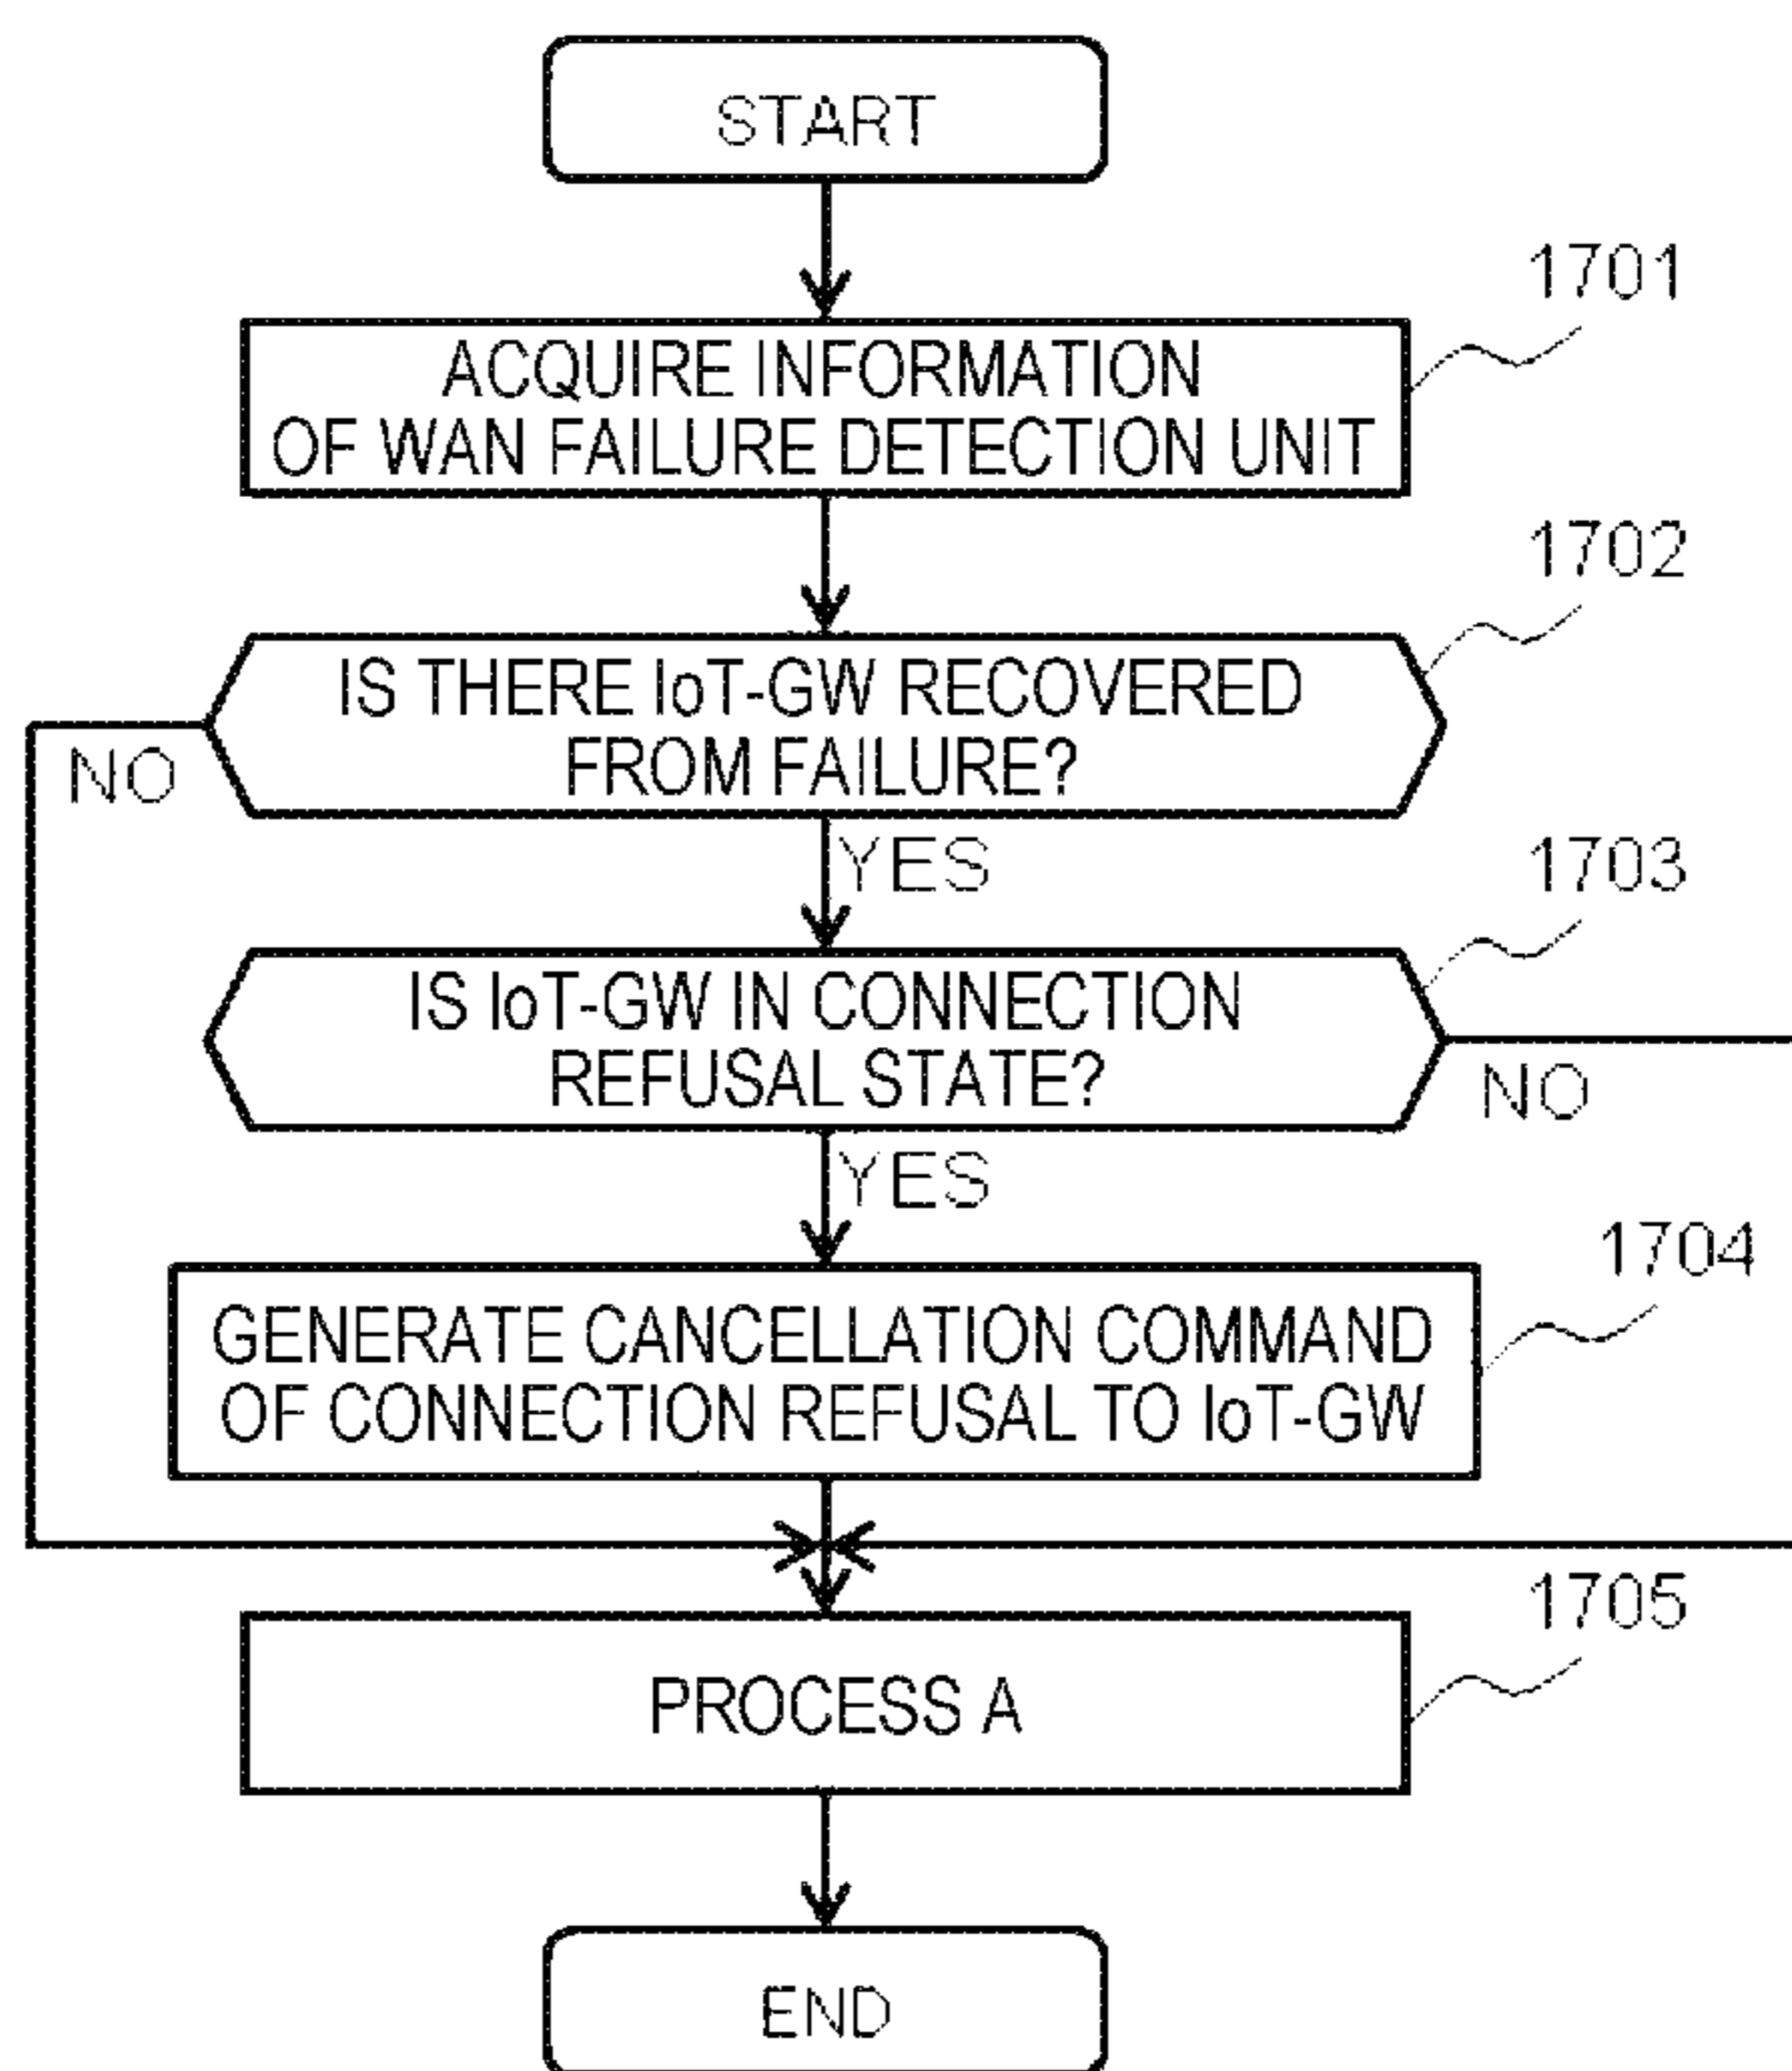 START
1701
ACQUIRE INFORMATION
OF WAN FAILURE DETECTION UNIT
1702
IS THERE IoT-GW RECOVERED
FROM FAILURE?
NO
YES
1703
IS IoT-GW IN CONNECTION
REFUSAL STATE?
NO
YES
1704
GENERATE CANCELLATION COMMAND
OF CONNECTION REFUSAL TO IoT-GW
1705
PROCESS A
END